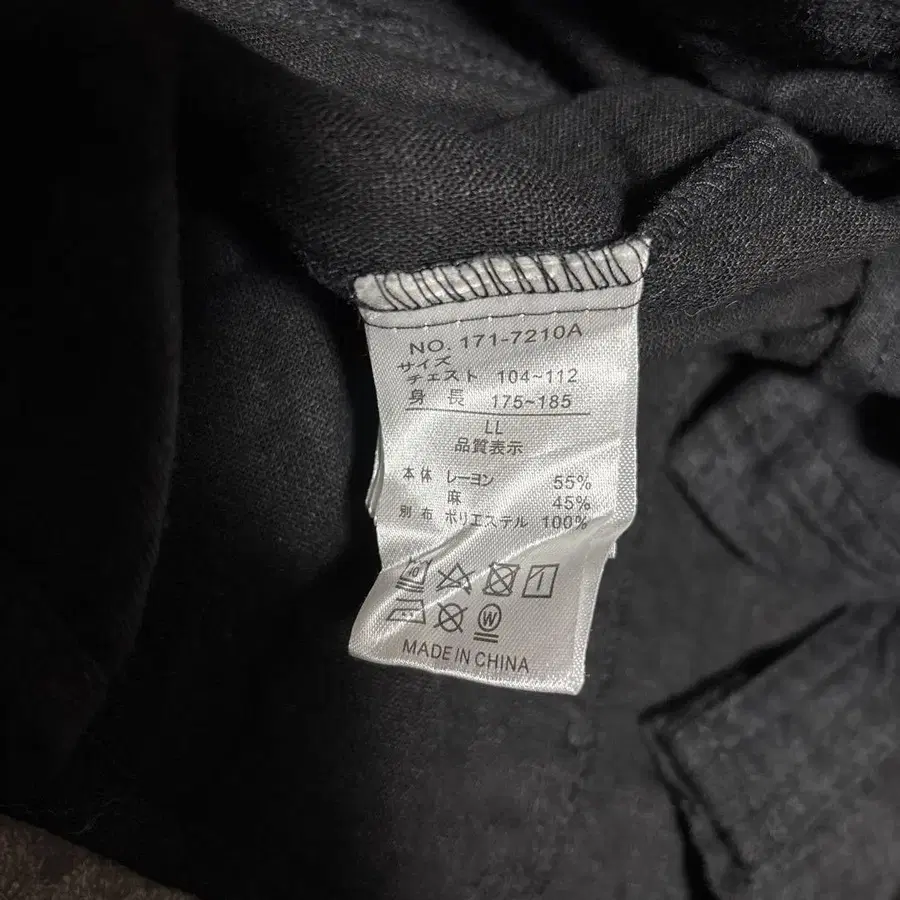 NO. 171-7210A
サイズ
チェスト 104~112
身長 175~185
LL
品質表示
本体 レーヨン 55%
麻 45%
別布 ポリエステル 100%
W
MADE IN CHINA